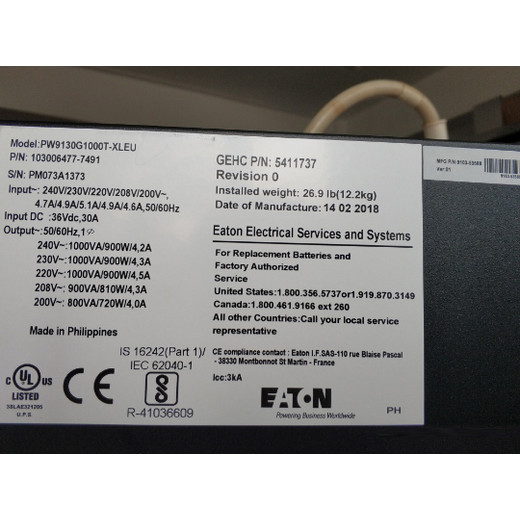 Model:PW9130G1000T-XLEU
P/N: 103006477-7491
S/N: PM073A1373
Input~: 240V/230V/220V/208V/200V~,
4.7A/4.9A/5.1A/4.9A/4.6A,50/60Hz
Input DC :36Vdc,30A
Output~:50/60Hz,1ø
240V~:1000VA/900W/4,2A
230V~:1000VA/900W/4,3A
220V~:1000VA/900W/4,5A
208V~: 900VA/810W/4,3A
200V~: 800VA/720W/4,0A
Made in Philippines
C UL US
LISTED
36LAE321205
U.P.S.
CE
IS 16242(Part 1)/
IEC 62040-1
R-41036609
GEHC P/N: 5411737
Revision 0
Installed weight: 26.9 lb(12.2kg)
Date of Manufacture: 14 02 2018
Eaton Electrical Services and Systems
For Replacement Batteries and
Factory Authorized
Service
United States:1.800.356.5737or1.919.870.3149
Canada:1.800.461.9166 ext 260
All other Countries:Call your local service
representative
CE compliance contact : Eaton I.F.SAS-110 rue Blaise Pascal
- 38330 Montbonnot St Martin - France
Icc:3kA
EATON
Powering Business Worldwide
PH
Ver:01